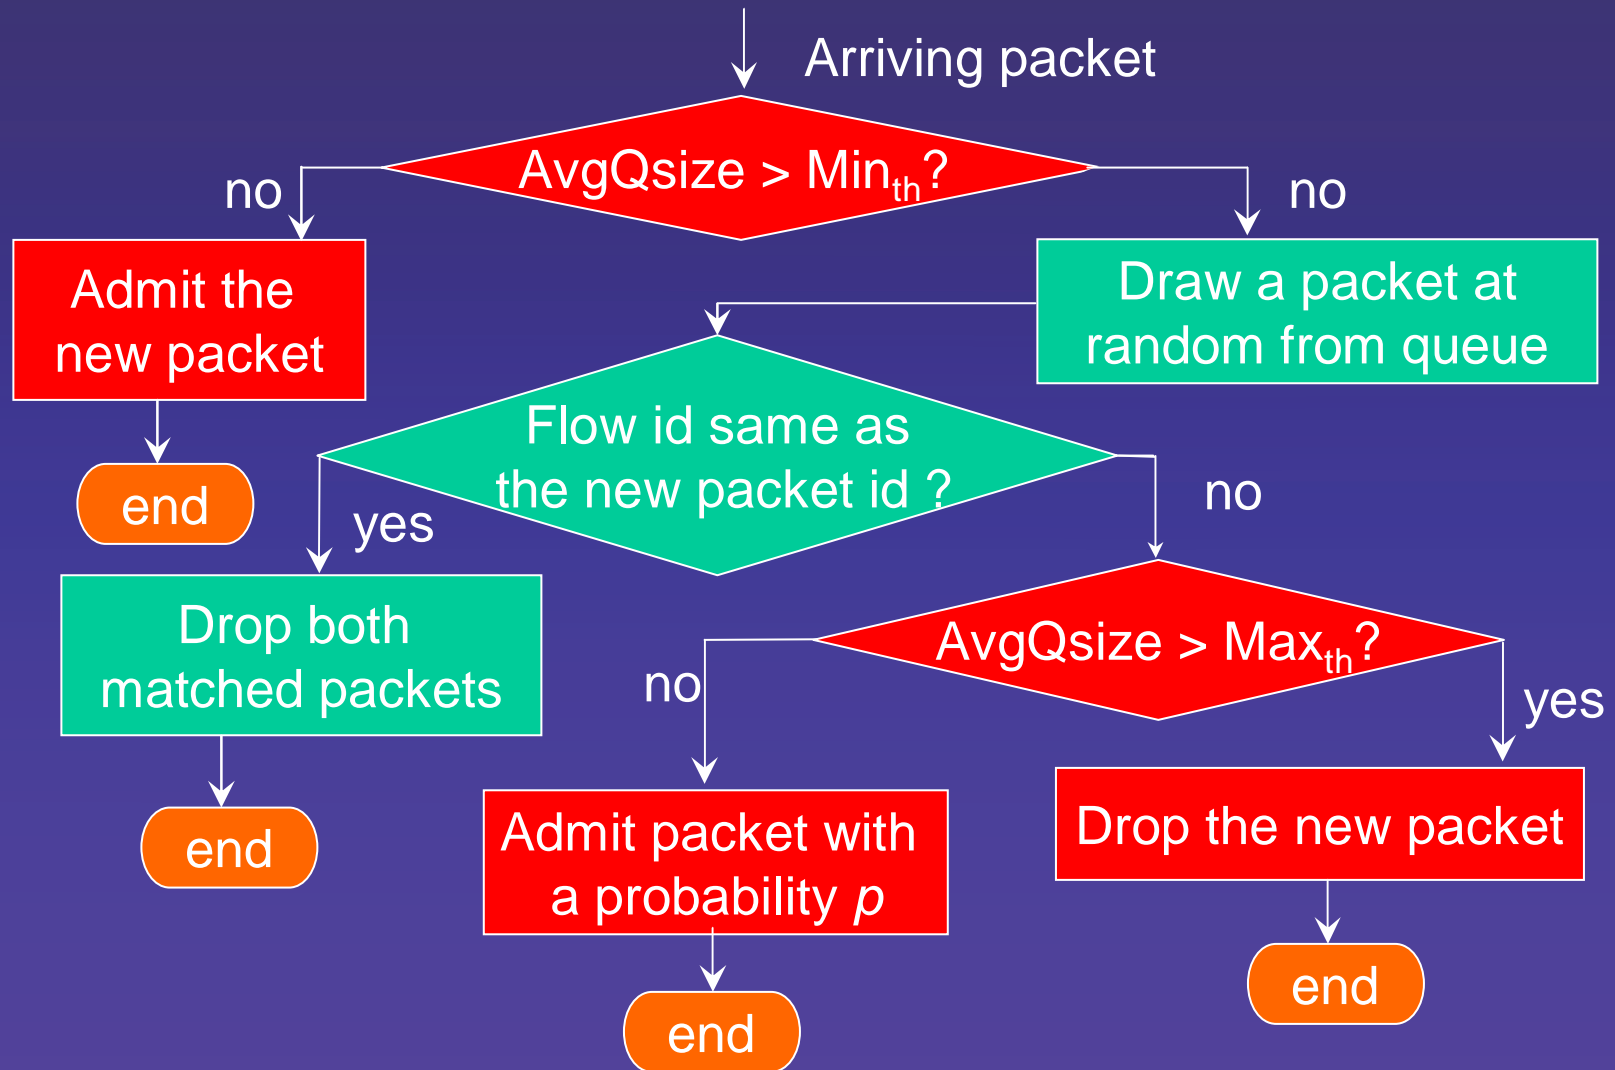 Arriving packet
AvgQsize > Minth?
no
no
Admit the
new packet
Draw a packet at
random from queue
Flow id same as
the new packet id ?
end
yes
no
Drop both
matched packets
AvgQsize > Maxth?
no
yes
Admit packet with
a probability p
Drop the new packet
end
end
end